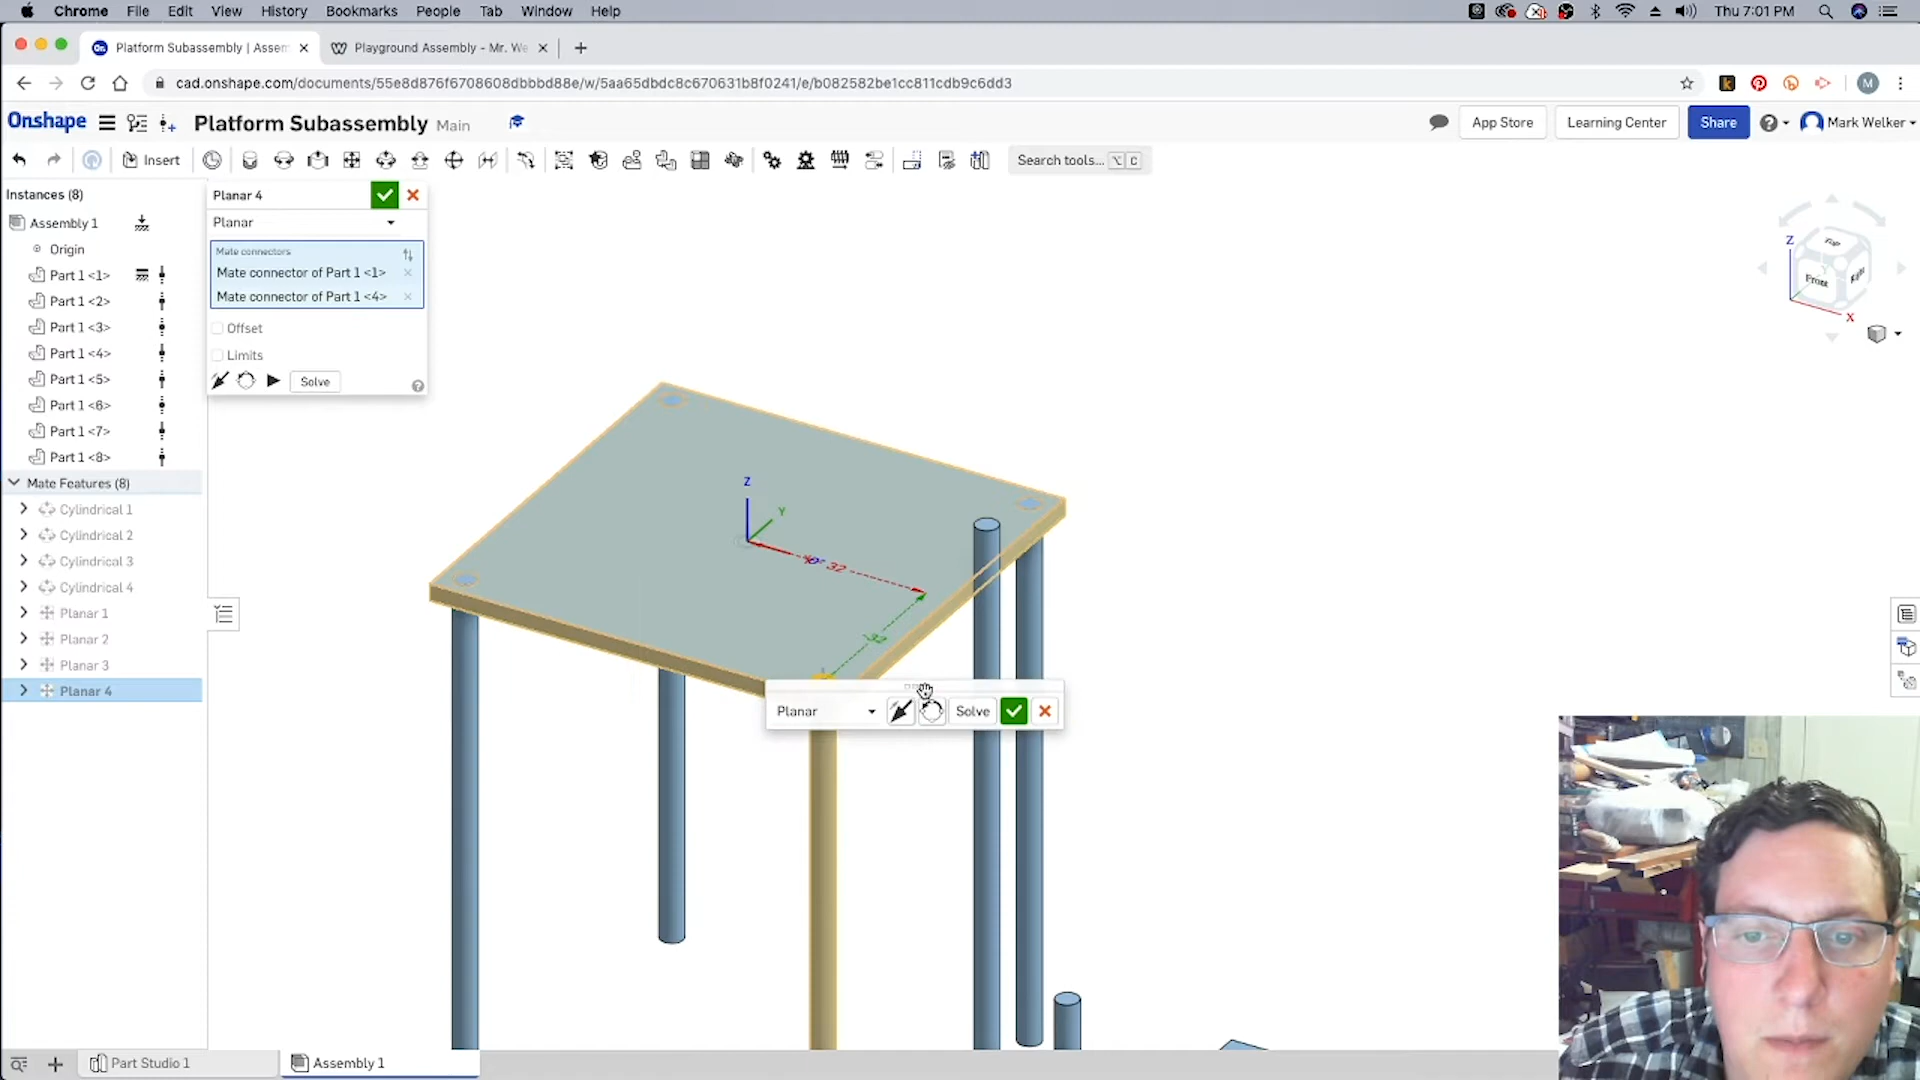 Chrome File Edit View History Bookmarks People Tab Window Help
Thu 7:01 PM
Platform Subassembly | Assem
Playground Assembly - Mr. We
cad.onshape.com/documents/55e8d876f6708608dbbbd88e/w/5aa65dbdc8c670631b8f0241/e/b082582be1cc811cdb9c6dd3
M
Onshape
Platform Subassembly Main
App Store
Learning Center
Share
Mark Welker
Insert
Search tools... ⌥ C
Instances (8)
Assembly 1
Origin
Part 1 <1>
Part 1 <2>
Part 1 <3>
Part 1 <4>
Part 1 <5>
Part 1 <6>
Part 1 <7>
Part 1 <8>
Mate Features (8)
Cylindrical 1
Cylindrical 2
Cylindrical 3
Cylindrical 4
Planar 1
Planar 2
Planar 3
Planar 4
Planar 4
Planar
Mate connectors
Mate connector of Part 1 <1>
Mate connector of Part 1 <4>
Offset
Limits
Solve
Z
Y
32
-32
Planar
Solve
Z
Top
Front
Right
X
Part Studio 1
Assembly 1